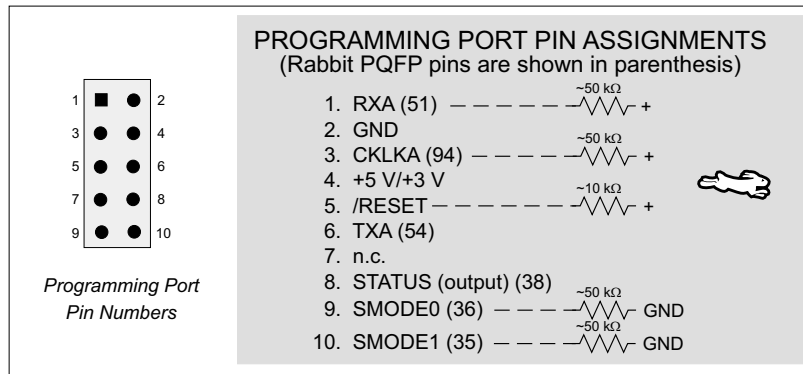 PROGRAMMING PORT PIN ASSIGNMENTS
(Rabbit PQFP pins are shown in parenthesis)
1 2
3 4
5 6
7 8
9 10
Programming Port
Pin Numbers
1. RXA (51) ~50 kΩ +
2. GND
3. CKLKA (94) ~50 kΩ +
4. +5 V/+3 V
5. /RESET ~10 kΩ +
6. TXA (54)
7. n.c.
8. STATUS (output) (38)
9. SMODE0 (36) ~50 kΩ GND
10. SMODE1 (35) ~50 kΩ GND